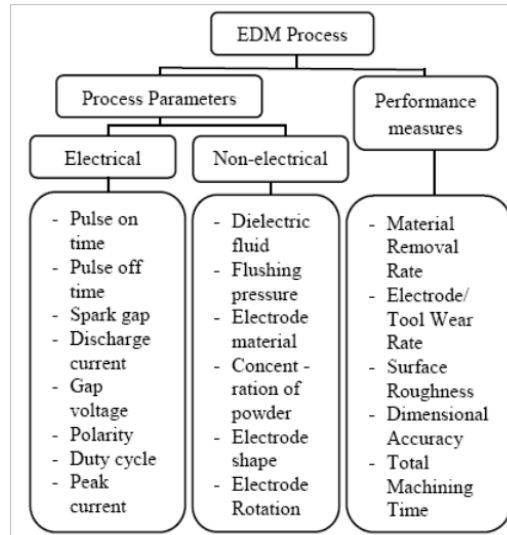 EDM Process
Process Parameters
Performance
measures
Electrical
Non-electrical
- Pulse on
time
- Pulse off
time
- Spark gap
- Discharge
current
- Gap
voltage
- Polarity
- Duty cycle
- Peak
current
- Dielectric
fluid
- Flushing
pressure
- Electrode
material
- Concent -
ration of
powder
- Electrode
shape
- Electrode
Rotation
- Material
Removal
Rate
- Electrode/
Tool Wear
Rate
- Surface
Roughness
- Dimensional
Accuracy
- Total
Machining
Time